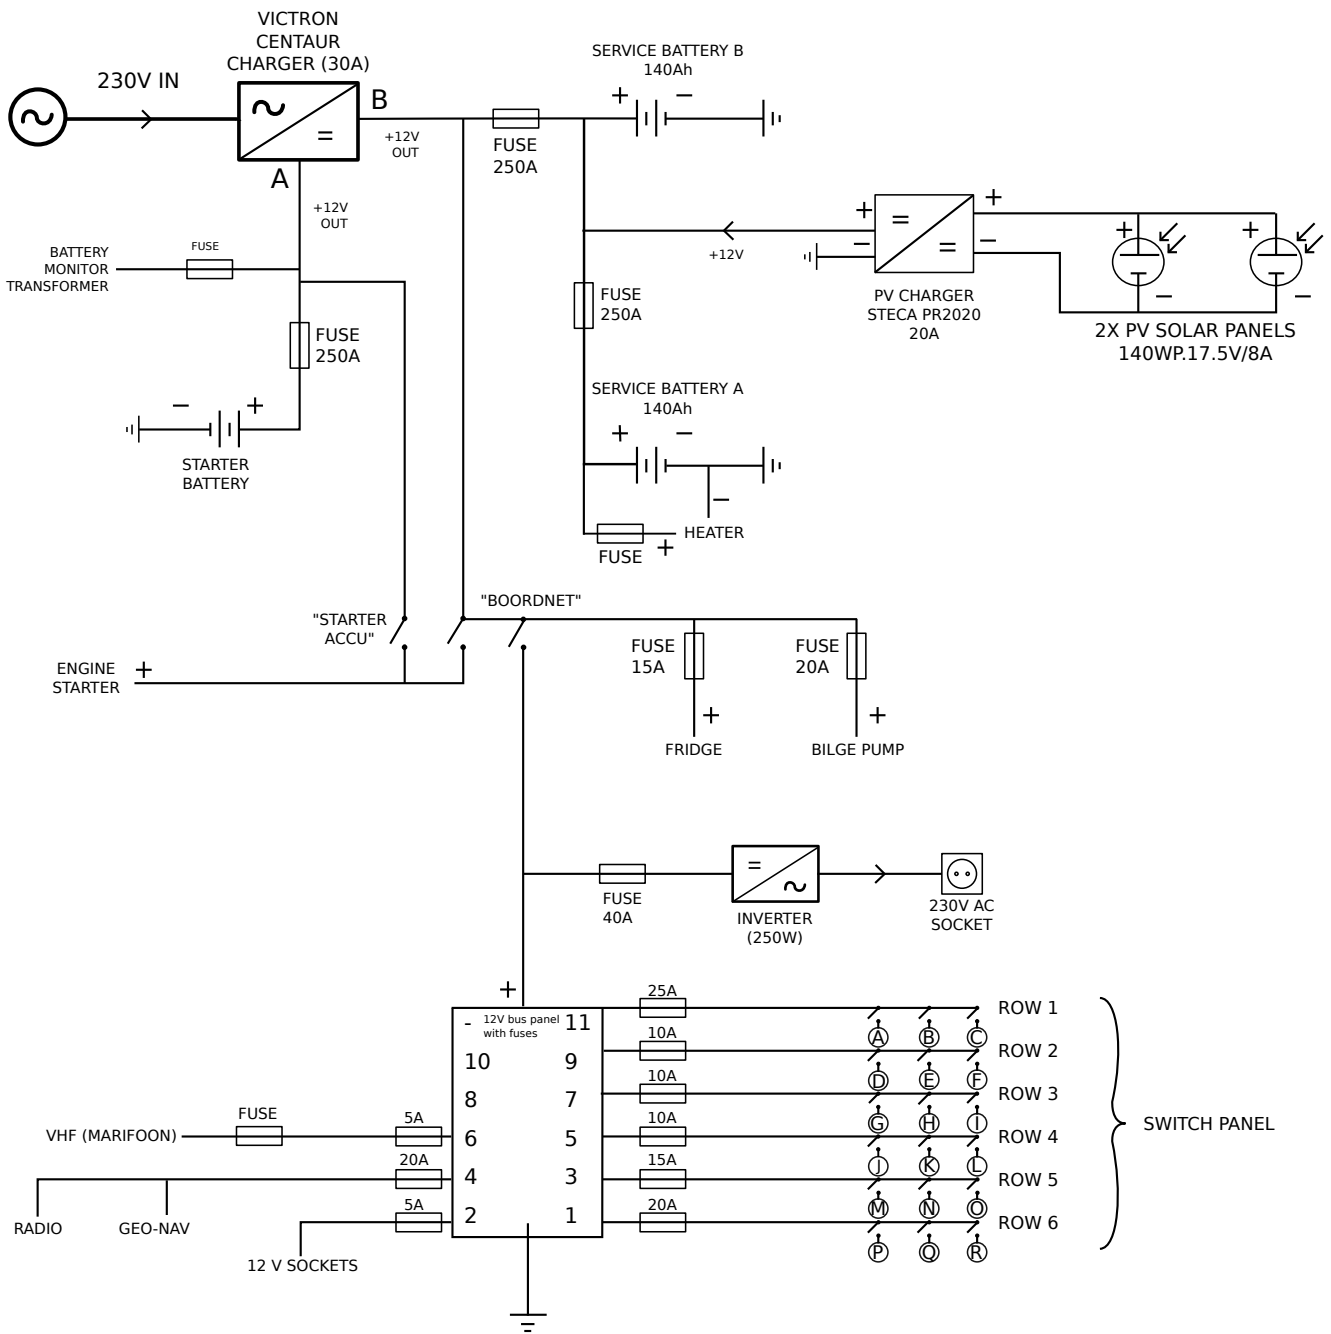 VICTRON
CENTAUR
CHARGER (30A)
230V IN
B
+12V
OUT
A
+12V
OUT
FUSE
250A
SERVICE BATTERY B
140Ah
+ −
BATTERY
MONITOR
TRANSFORMER
FUSE
FUSE
250A
− +
STARTER
BATTERY
+12V
+ +
− −
PV CHARGER
STECA PR2020
20A
+ +
− −
2X PV SOLAR PANELS
140WP.17.5V/8A
FUSE
250A
SERVICE BATTERY A
140Ah
+ −
−
HEATER
FUSE
+
"STARTER
ACCU"
"BOORDNET"
ENGINE
STARTER
+
FUSE
15A
+
FRIDGE
FUSE
20A
+
BILGE PUMP
FUSE
40A
INVERTER
(250W)
230V AC
SOCKET
+
- 12V bus panel
with fuses
11
10 9
8 7
6 5
4 3
2 1
VHF (MARIFOON)
FUSE
5A
20A
RADIO
GEO-NAV
5A
12 V SOCKETS
25A
ROW 1
A B C
10A
ROW 2
D E F
10A
ROW 3
G H I
10A
ROW 4
J K L
15A
ROW 5
M N O
20A
ROW 6
P Q R
SWITCH PANEL